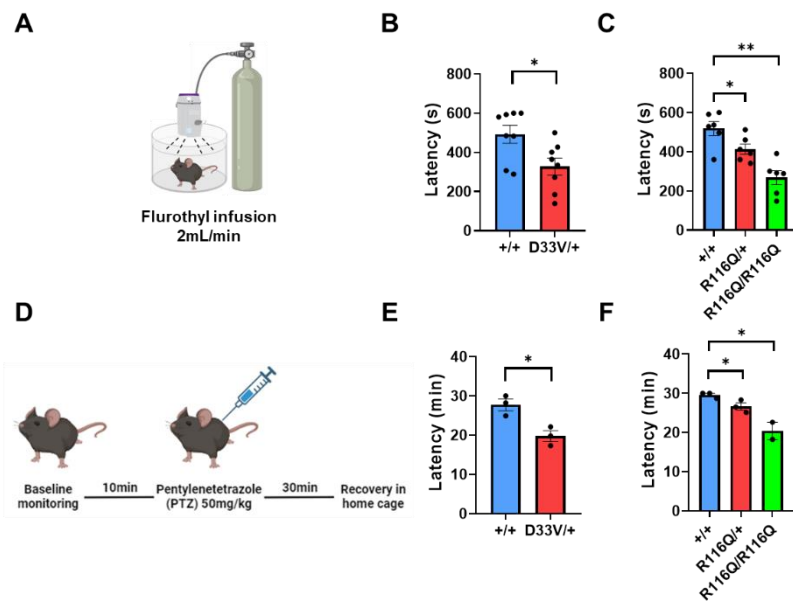 A
Flurothyl infusion
2mL/min
B
Latency (s)
800
600
400
200
0
*
+/+
D33V/+
C
Latency (s)
800
600
400
200
0
**
*
+/+
R116Q/+
R116Q/R116Q
D
Baseline
monitoring
10min
Pentylenetetrazole
(PTZ) 50mg/kg
30min
Recovery in
home cage
E
Latency (min)
40
30
20
10
0
*
+/+
D33V/+
F
Latency (min)
40
30
20
10
0
*
*
+/+
R116Q/+
R116Q/R116Q